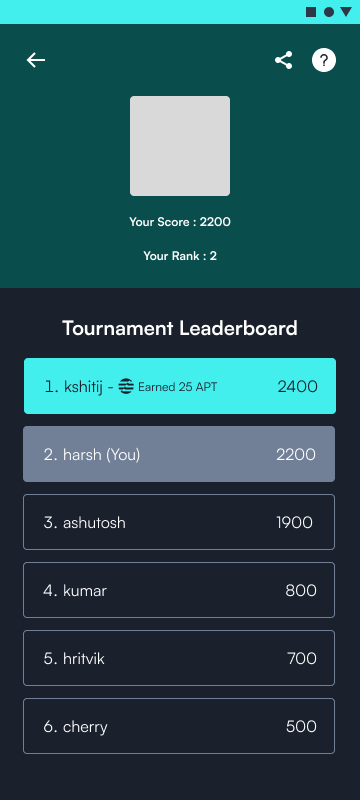 ?
Your Score : 2200
Your Rank : 2
Tournament Leaderboard
1. kshitij - Earned 25 APT 2400
2. harsh (You) 2200
3. ashutosh 1900
4. kumar 800
5. hritvik 700
6. cherry 500